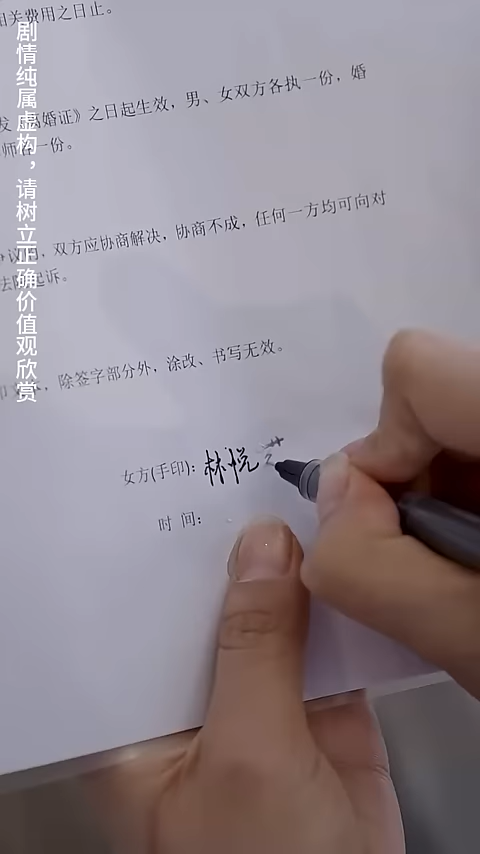 剧情纯属虚构，请树立正确价值观欣赏
相关费用之日止。
发《离婚证》之日起生效，男、女双方各执一份，婚
师各一份。
争议的，双方应协商解决，协商不成，任何一方均可向对
法院起诉。
除签字部分外，涂改、书写无效。
女方(手印)：林悦艺
时 间：